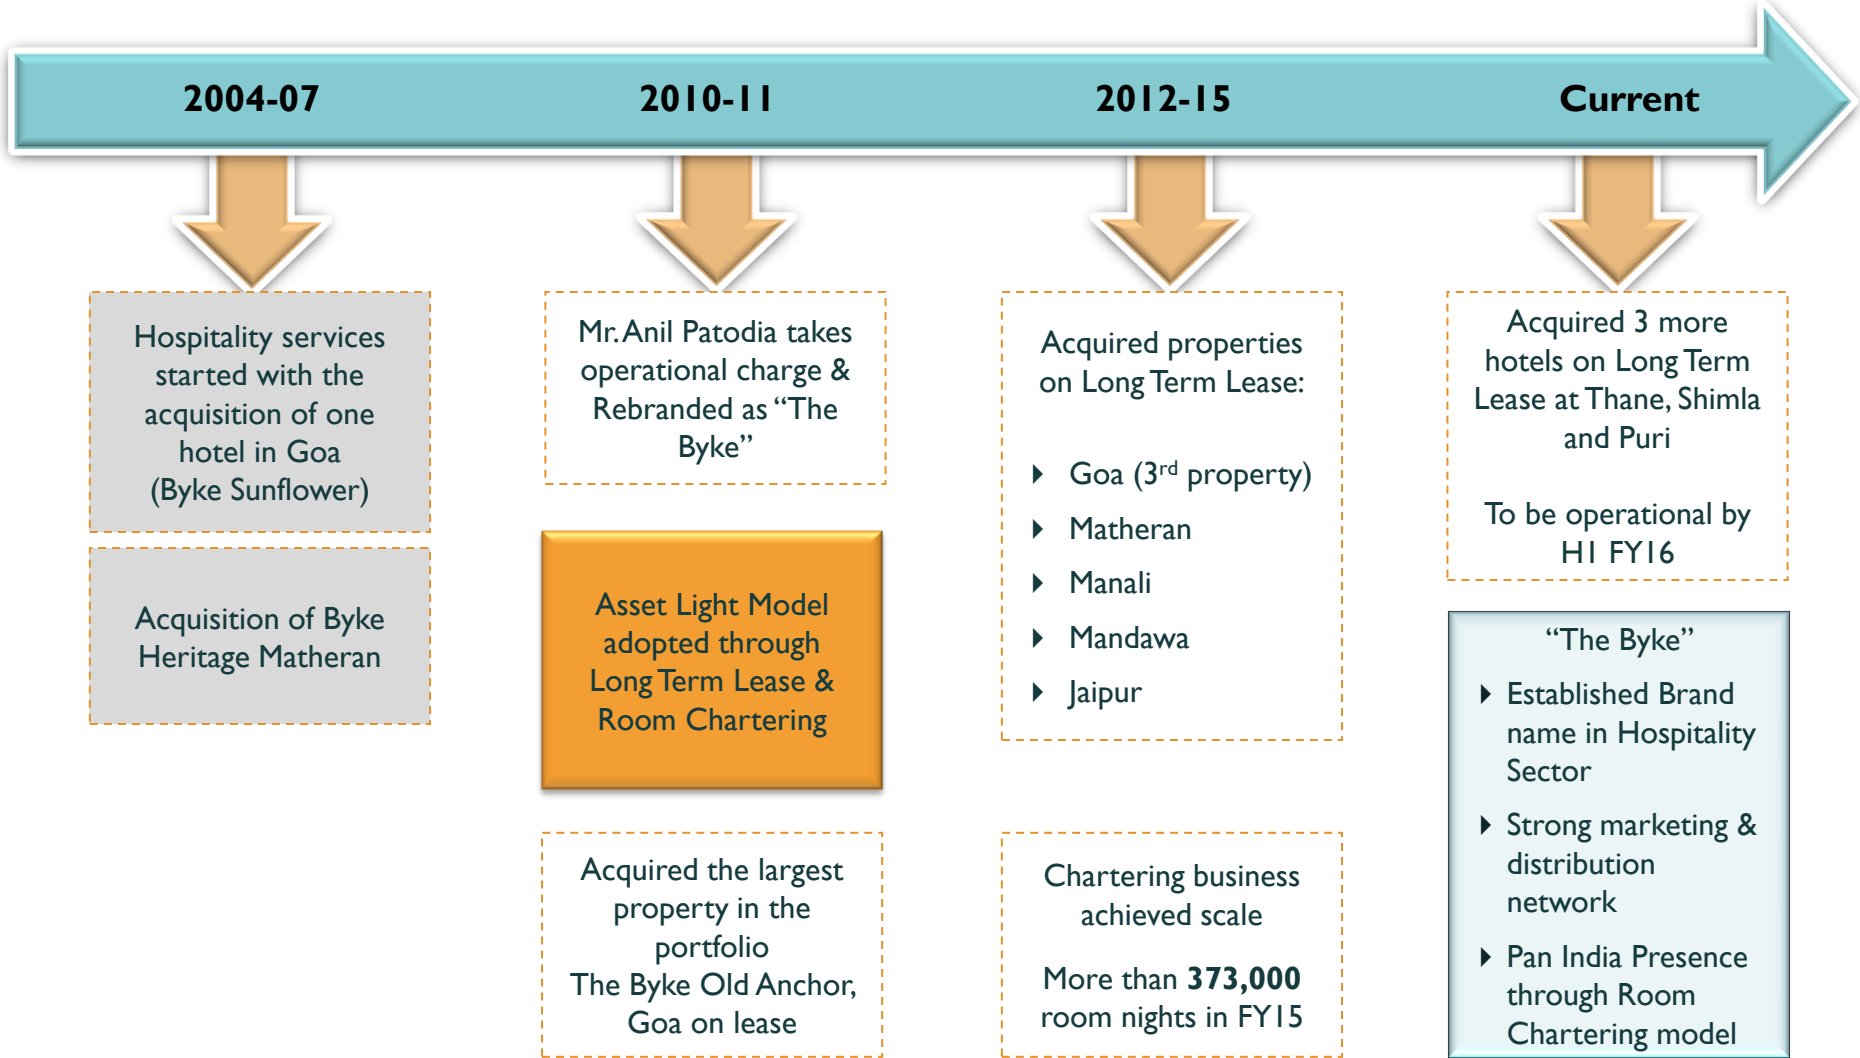 2004-07
2010-11
2012-15
Current
Hospitality services
started with the
acquisition of one
hotel in Goa
(Byke Sunflower)
Acquisition of Byke
Heritage Matheran
Mr. Anil Patodia takes
operational charge &
Rebranded as “The
Byke”
Asset Light Model
adopted through
Long Term Lease &
Room Chartering
Acquired the largest
property in the
portfolio
The Byke Old Anchor,
Goa on lease
Acquired properties
on Long Term Lease:
Goa (3rd property)
Matheran
Manali
Mandawa
Jaipur
Chartering business
achieved scale
More than 373,000
room nights in FY15
Acquired 3 more
hotels on Long Term
Lease at Thane, Shimla
and Puri
To be operational by
H1 FY16
“The Byke”
Established Brand
name in Hospitality
Sector
Strong marketing &
distribution
network
Pan India Presence
through Room
Chartering model